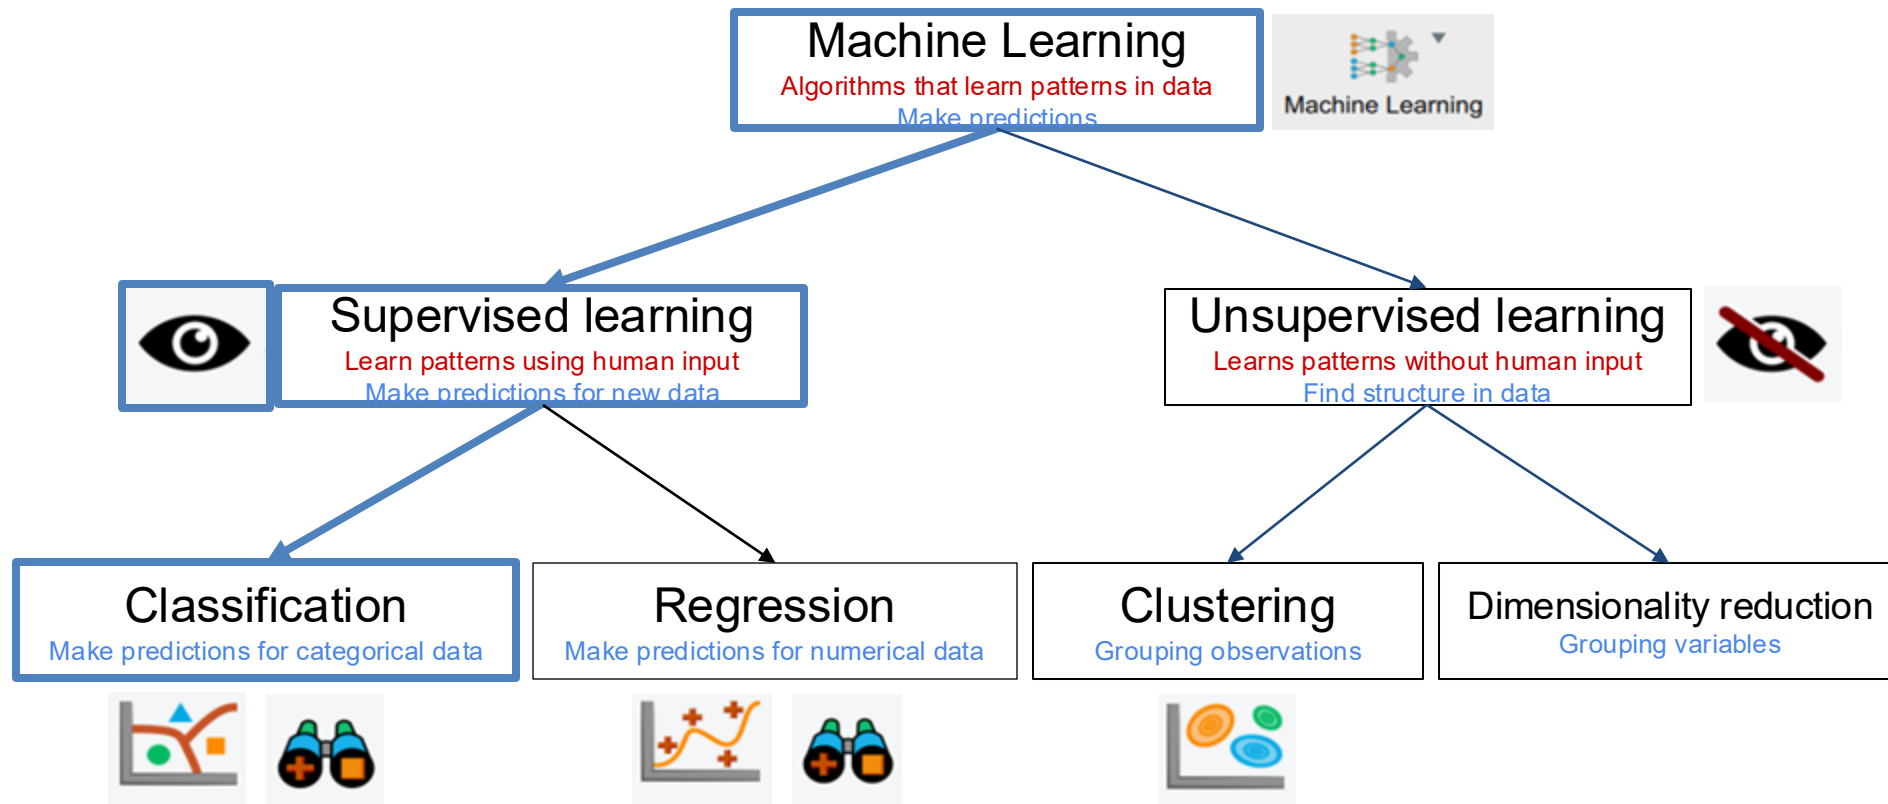 Machine Learning
Algorithms that learn patterns in data
Make predictions
Machine Learning
Supervised learning
Learn patterns using human input
Make predictions for new data
Unsupervised learning
Learns patterns without human input
Find structure in data
Classification
Make predictions for categorical data
Regression
Make predictions for numerical data
Clustering
Grouping observations
Dimensionality reduction
Grouping variables